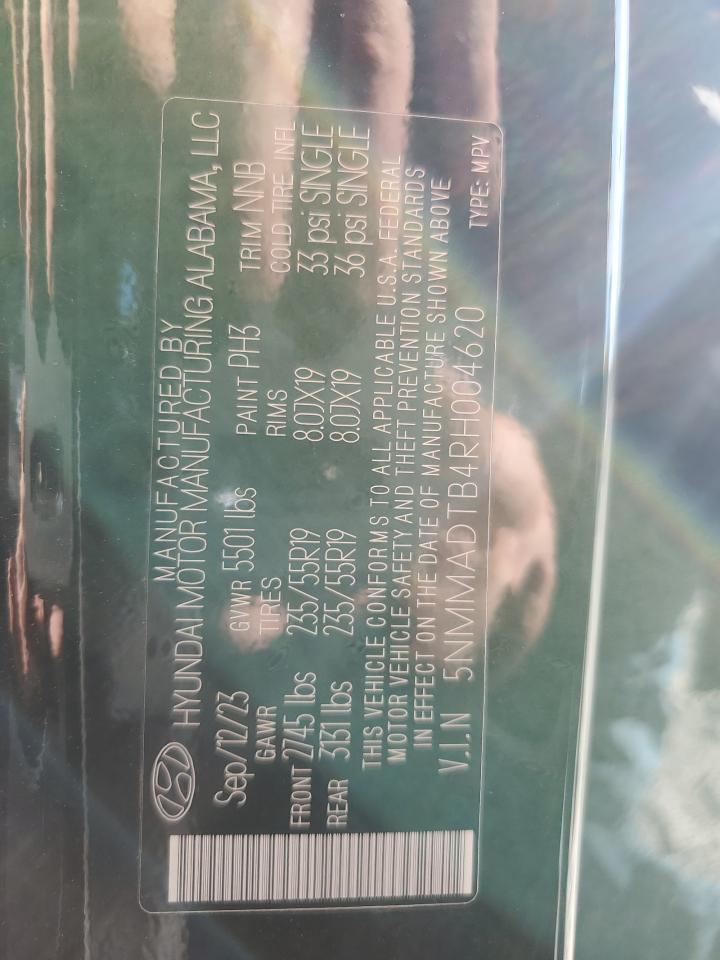 MANUFACTURED BY
HYUNDAI MOTOR MANUFACTURING ALABAMA, LLC
Sep/12/23 GVWR 5501 lbs PAINT PH3 TRIM NNB
GAWR TIRES RIMS COLD TIRE INFL
FRONT 2745 lbs 235/55R19 8.0JX19 33 psi SINGLE
REAR 3131 lbs 235/55R19 8.0JX19 36 psi SINGLE
THIS VEHICLE CONFORMS TO ALL APPLICABLE U.S.A. FEDERAL
MOTOR VEHICLE SAFETY AND THEFT PREVENTION STANDARDS
IN EFFECT ON THE DATE OF MANUFACTURE SHOWN ABOVE
V.I.N 5NMMADTB4RH004620 TYPE: MPV